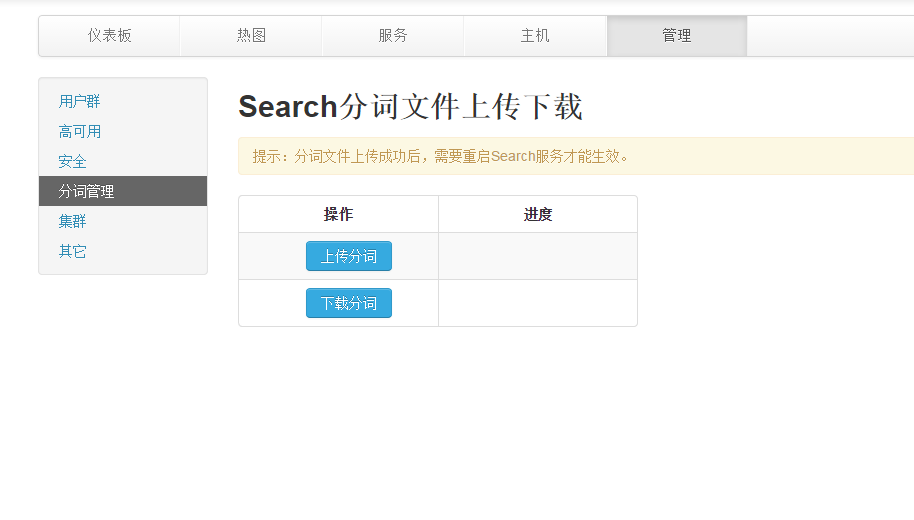 仪表板 热图 服务 主机 管理
用户群
高可用
安全
分词管理
集群
其它
Search分词文件上传下载
提示：分词文件上传成功后，需要重启Search服务才能生效。
操作 进度
上传分词
下载分词